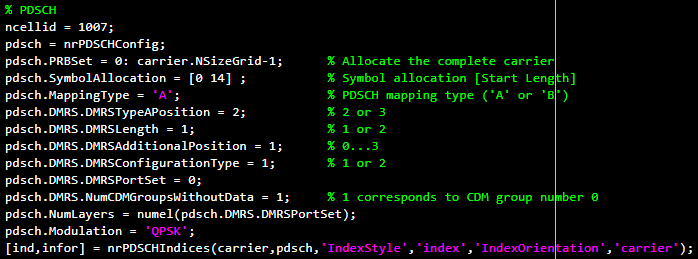 % PDSCH
ncellid = 1007;
pdsch = nrPDSCHConfig;
pdsch.PRBSet = 0: carrier.NSizeGrid-1;      % Allocate the complete carrier
pdsch.SymbolAllocation = [0 14] ;           % Symbol allocation [Start Length]
pdsch.MappingType = 'A';                    % PDSCH mapping type ('A' or 'B')
pdsch.DMRS.DMRSTypeAPosition = 2;           % 2 or 3
pdsch.DMRS.DMRSLength = 1;                  % 1 or 2
pdsch.DMRS.DMRSAdditionalPosition = 1;      % 0...3
pdsch.DMRS.DMRSConfigurationType = 1;       % 1 or 2
pdsch.DMRS.DMRSPortSet = 0;
pdsch.DMRS.NumCDMGroupsWithoutData = 1;     % 1 corresponds to CDM group number 0
pdsch.NumLayers = numel(pdsch.DMRS.DMRSPortSet);
pdsch.Modulation = 'QPSK';
[ind,infor] = nrPDSCHIndices(carrier,pdsch,'IndexStyle','index','IndexOrientation','carrier');